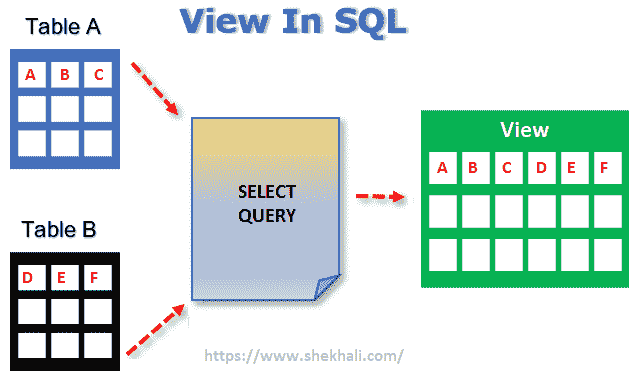 View In SQL
Table A
A B C
SELECT
QUERY
View
A B C D E F
Table B
D E F
https://www.shekhali.com/